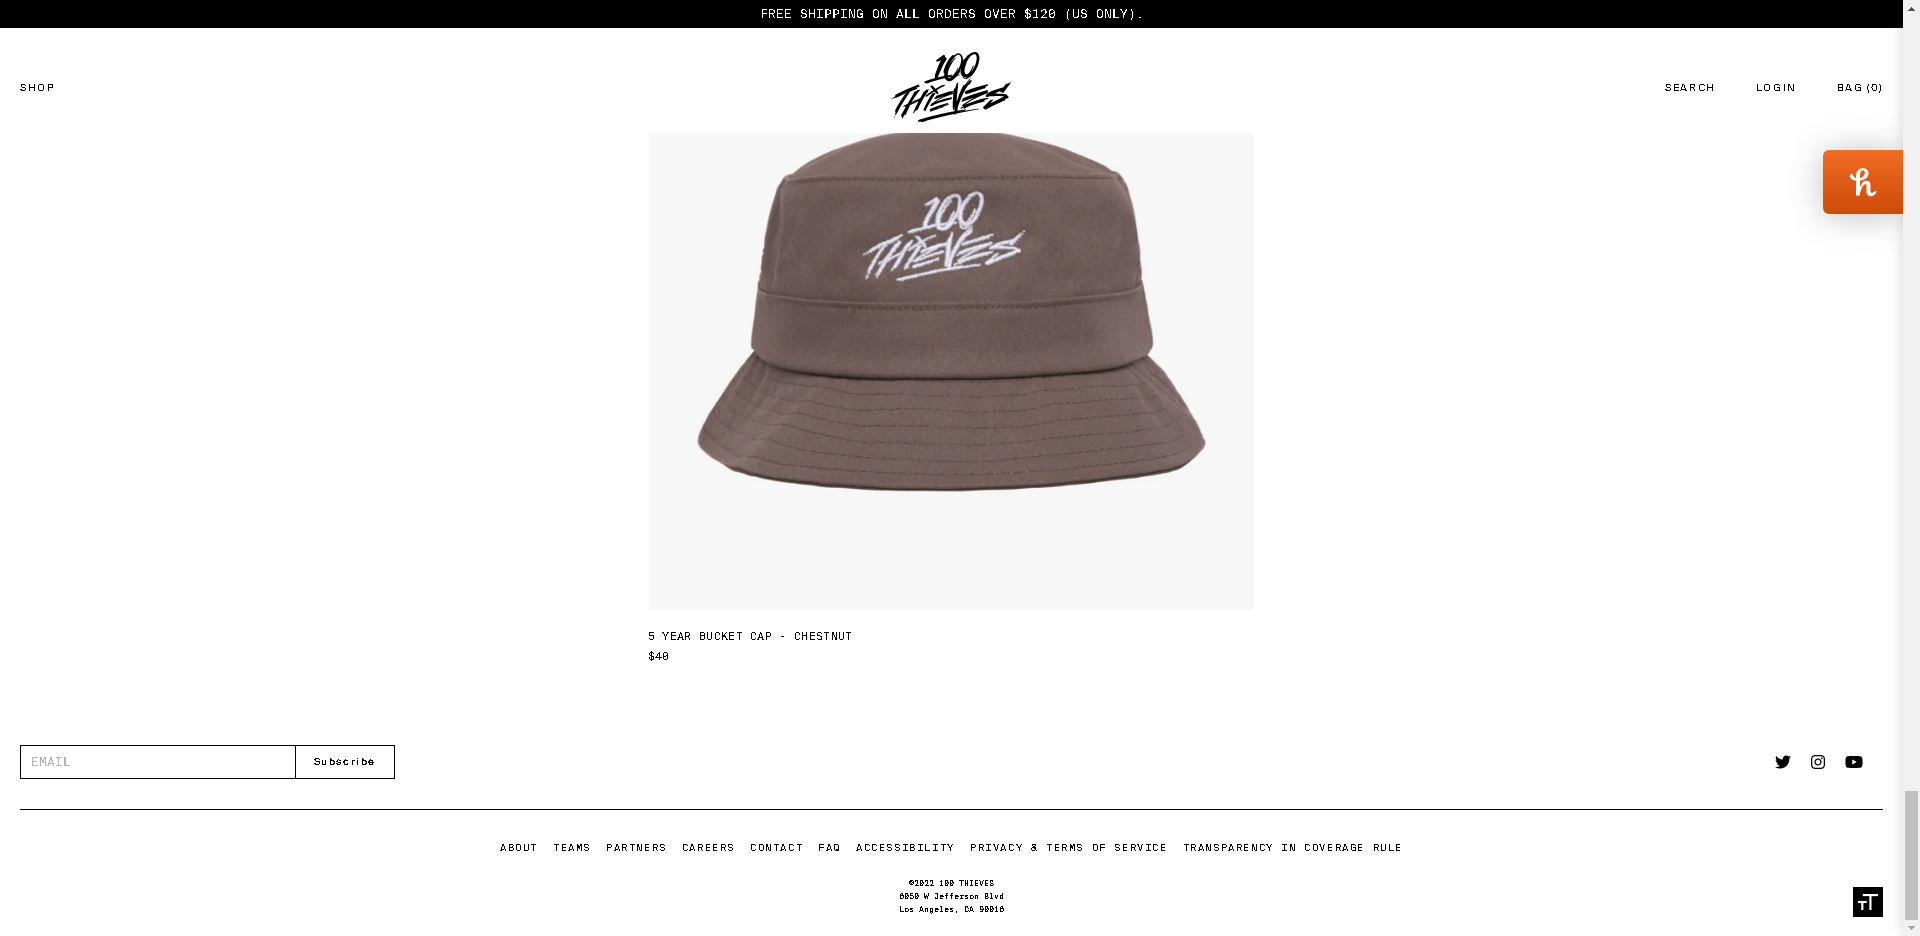 FREE SHIPPING ON ALL ORDERS OVER $120 (US ONLY).
SHOP
100
THIEVES
SEARCH LOGIN BAG (0)
100
THIEVES
5 YEAR BUCKET CAP - CHESTNUT
$40
EMAIL Subscribe
ABOUT TEAMS PARTNERS CAREERS CONTACT FAQ ACCESSIBILITY PRIVACY & TERMS OF SERVICE TRANSPARENCY IN COVERAGE RULE
©2022 100 THIEVES
6050 W Jefferson Blvd
Los Angeles, CA 90016
TT